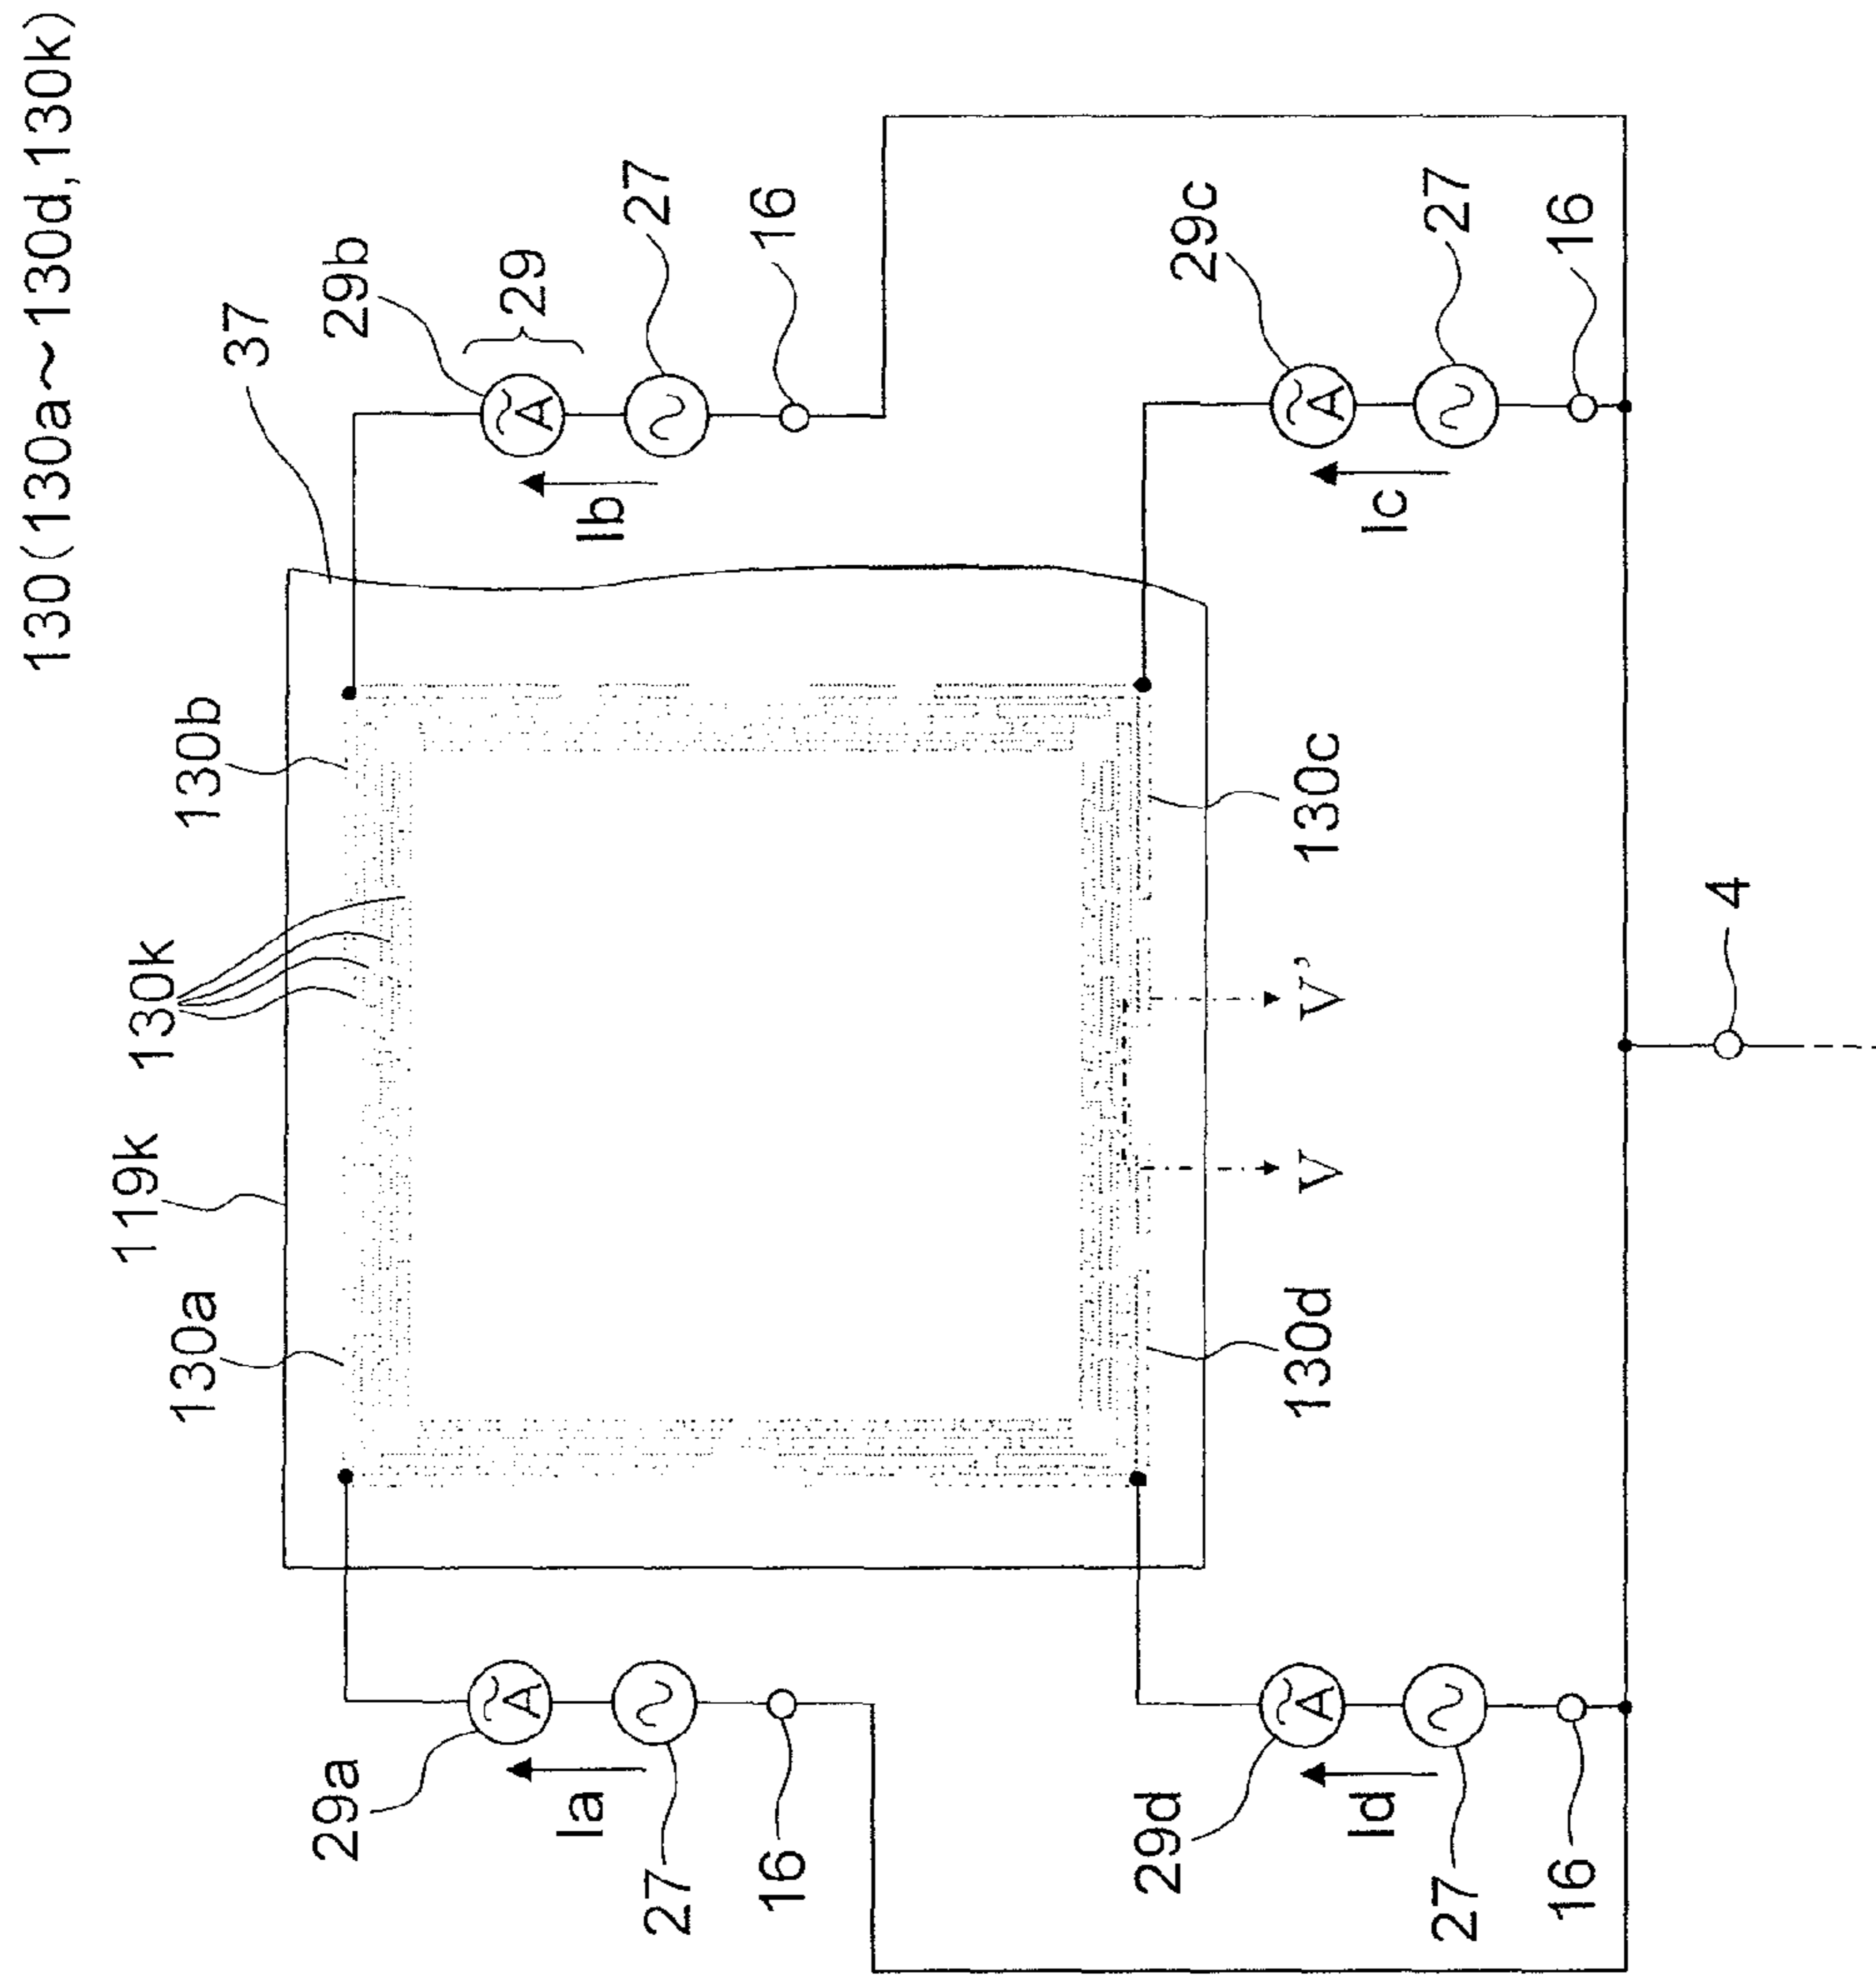 130(130a~130d,130k)
37
29b
29
27
16
Ib
A
29c
27
16
Ic
A
130b
130k
119k
130a
130c
V'
V
130d
4
29a
27
16
Ia
A
29d
27
16
Id
A